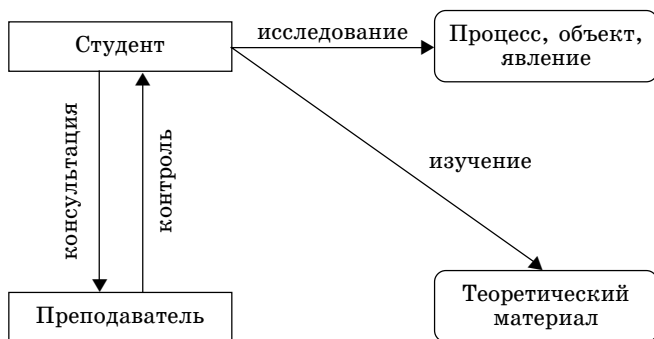 Студент
исследование
Процесс, объект,
явление
консультация
контроль
изучение
Преподаватель
Теоретический
материал